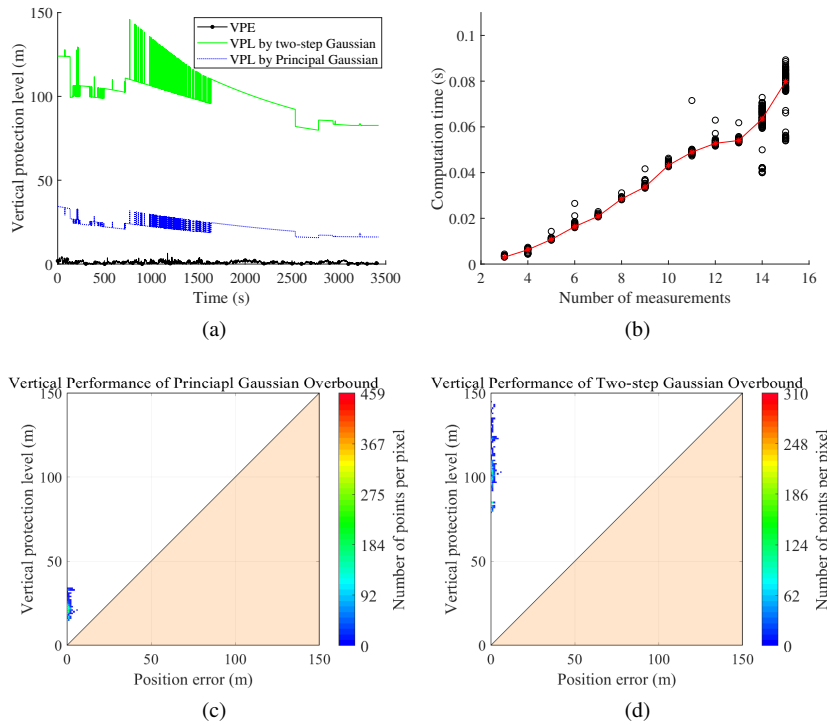 150
100
50
0
Vertical protection level (m)
VPE
VPL by two-step Gaussian
VPL by Principal Gaussian
0 500 1000 1500 2000 2500 3000 3500
Time (s)
(a)
0.1
0.08
0.06
0.04
0.02
0
Computation time (s)
2 4 6 8 10 12 14 16
Number of measurements
(b)
Vertical Performance of Princiapl Gaussian Overbound
150
100
50
0
Vertical protection level (m)
0 50 100 150
Position error (m)
459
367
275
184
92
0
Number of points per pixel
(c)
Vertical Performance of Two-step Gaussian Overbound
150
100
50
0
Vertical protection level (m)
0 50 100 150
Position error (m)
310
248
186
124
62
0
Number of points per pixel
(d)